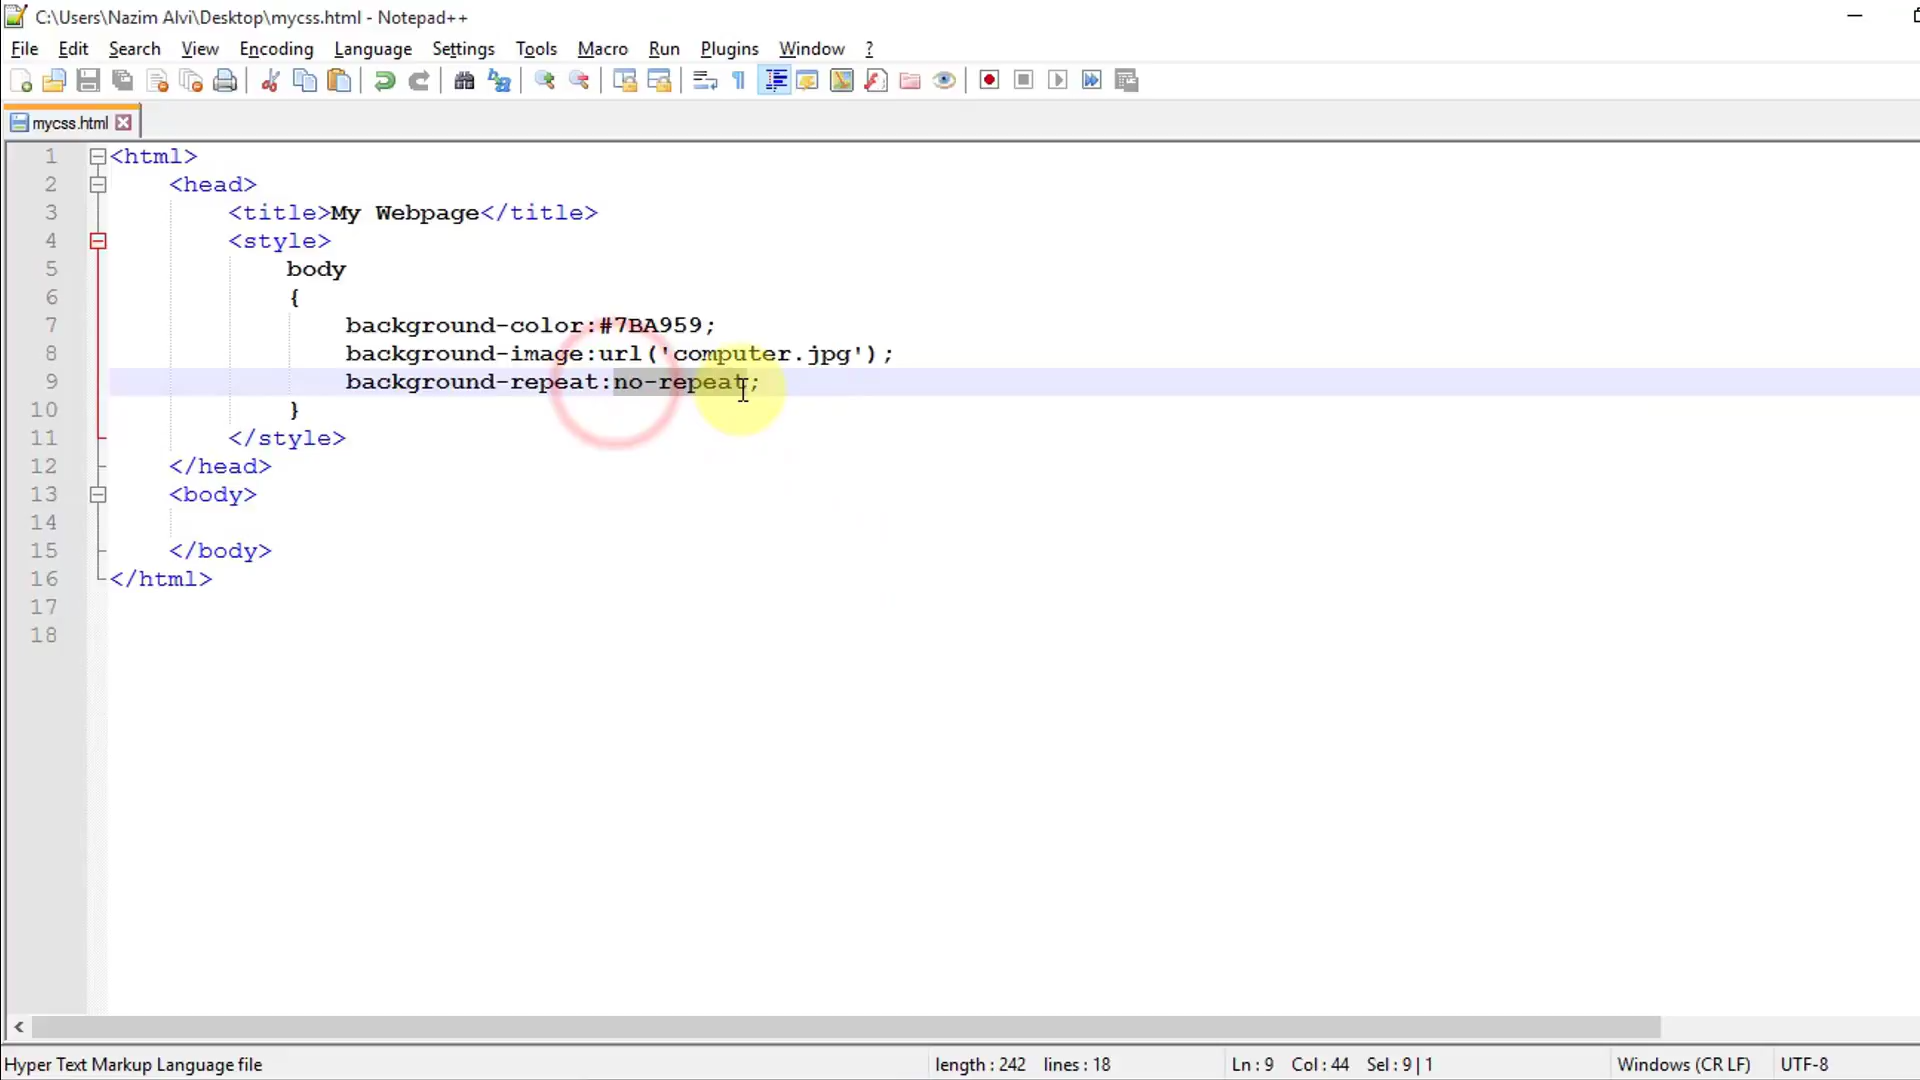 C:\Users\Nazim Alvi\Desktop\mycss.html - Notepad++
File Edit Search View Encoding Language Settings Tools Macro Run Plugins Window ?
mycss.html
1 <html>
2 <head>
3 <title>My Webpage</title>
4 <style>
5 body
6 {
7 background-color:#7BA959;
8 background-image:url('computer.jpg');
9 background-repeat:no-repeat;
10 }
11 </style>
12 </head>
13 <body>
14
15 </body>
16 </html>
17
18
Hyper Text Markup Language file length : 242 lines : 18 Ln : 9 Col : 44 Sel : 9 | 1 Windows (CR LF) UTF-8